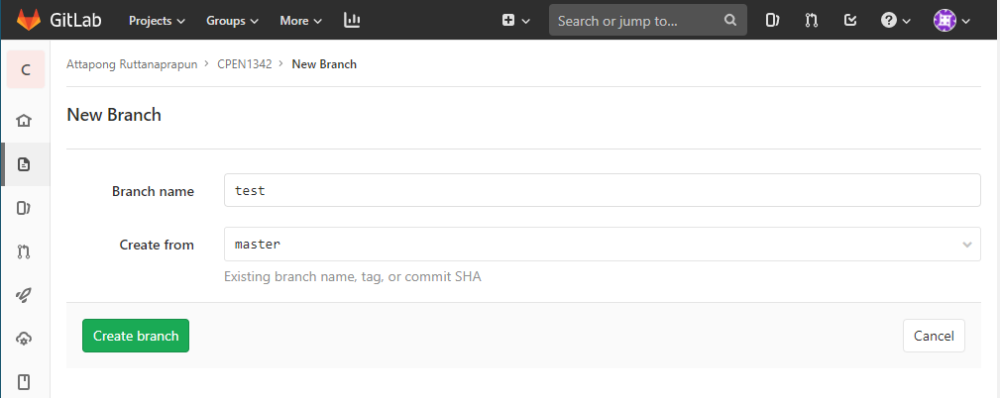 GitLab Projects Groups More Search or jump to...
C Attapong Ruttanaprapun > CPEN1342 > New Branch
New Branch
Branch name test
Create from master
Existing branch name, tag, or commit SHA
Create branch Cancel